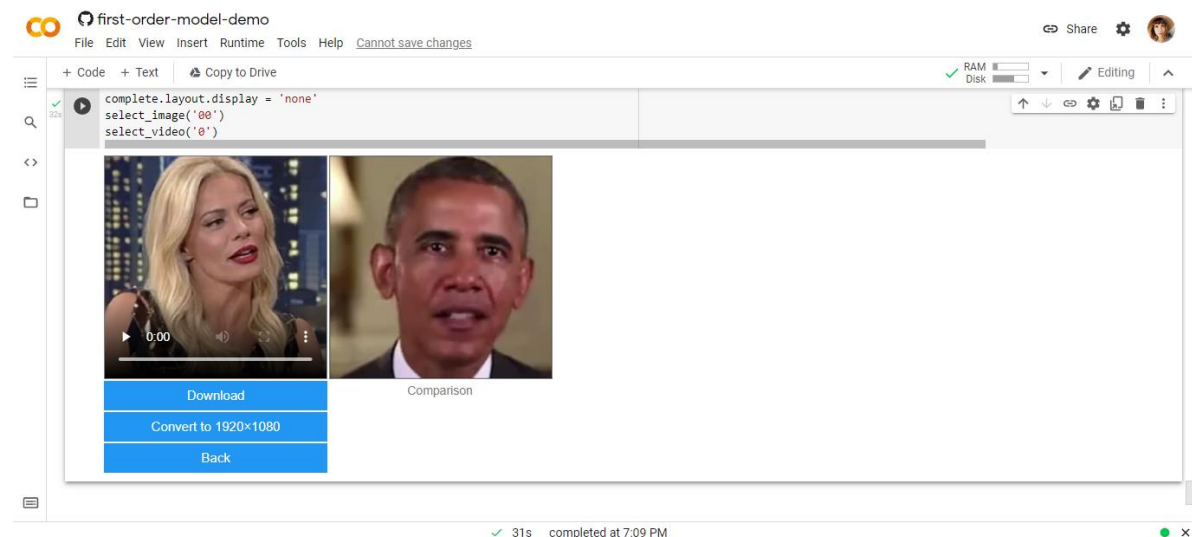 first-order-model-demo
File Edit View Insert Runtime Tools Help Cannot save changes
Share
+ Code + Text Copy to Drive
RAM
Disk
Editing
32s
complete.layout.display = 'none'
select_image('00')
select_video('0')
0:00
Download
Comparison
Convert to 1920×1080
Back
31s completed at 7:09 PM